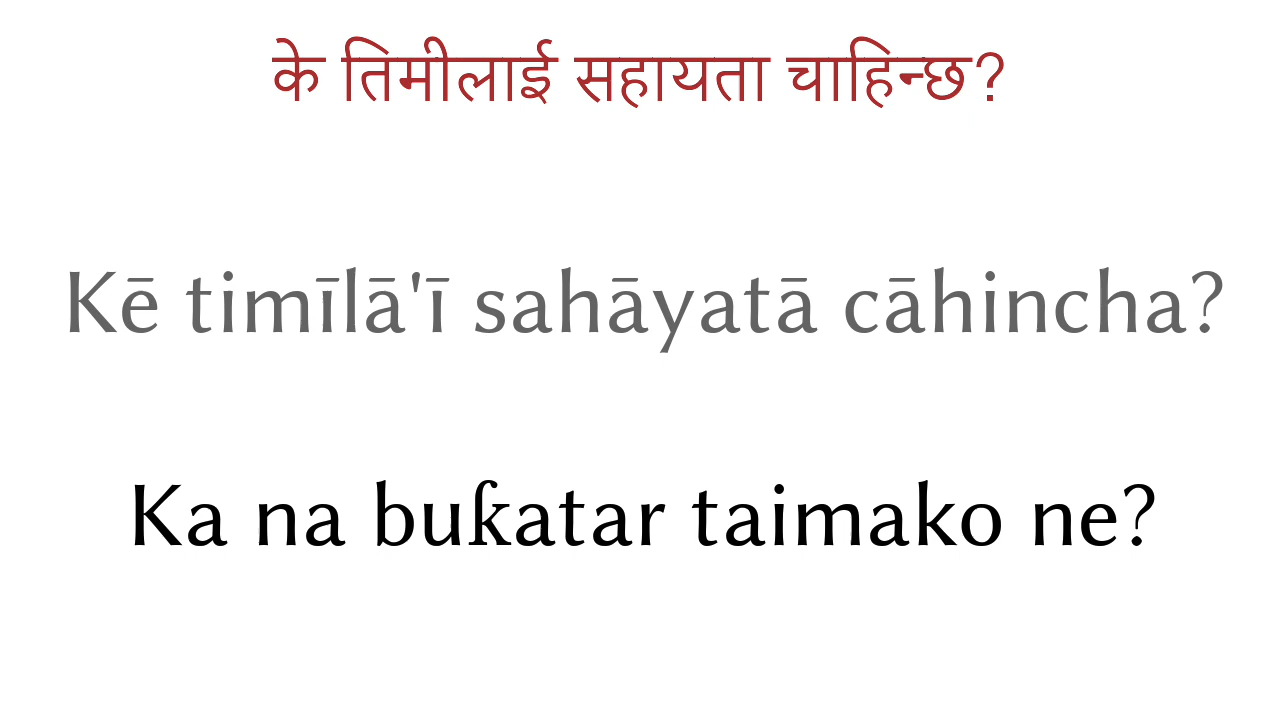 के तिमीलाई सहायता चाहिन्छ?
Kē timīlā'ī sahāyatā cāhincha?
Ka na buƙatar taimako ne?